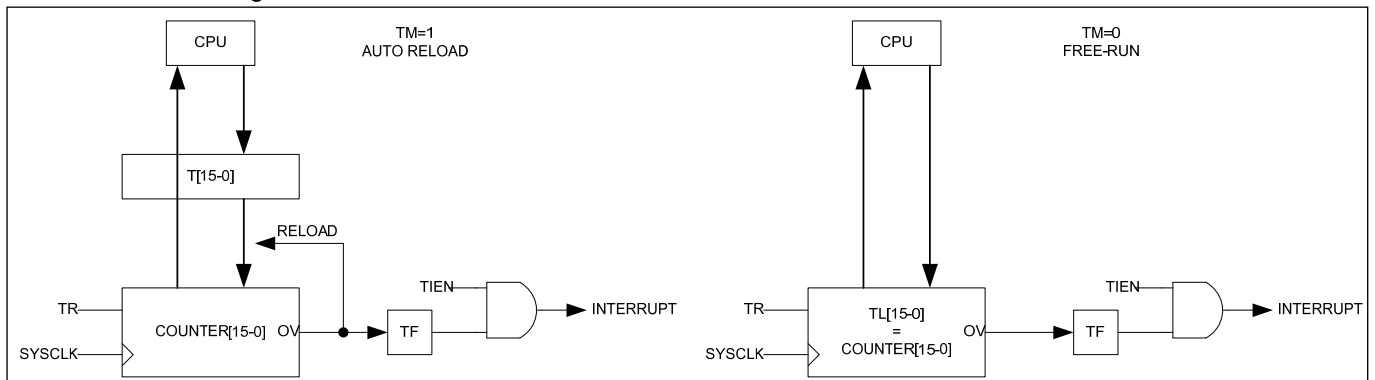 CPU
TM=1
AUTO RELOAD
T[15-0]
RELOAD
TR
COUNTER[15-0]
OV
SYSCLK
TF
TIEN
INTERRUPT
CPU
TM=0
FREE-RUN
TR
TL[15-0]
=
COUNTER[15-0]
OV
SYSCLK
TF
TIEN
INTERRUPT